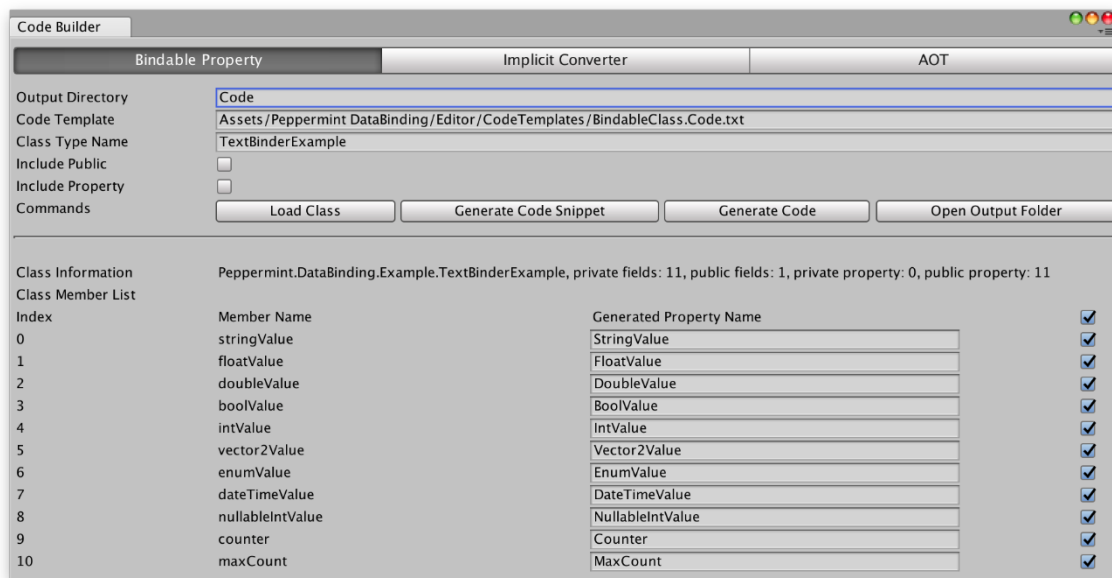 Code Builder
Bindable Property Implicit Converter AOT
Output Directory Code
Code Template Assets/Peppermint DataBinding/Editor/CodeTemplates/BindableClass.Code.txt
Class Type Name TextBinderExample
Include Public
Include Property
Commands Load Class Generate Code Snippet Generate Code Open Output Folder
Class Information Peppermint.DataBinding.Example.TextBinderExample, private fields: 11, public fields: 1, private property: 0, public property: 11
Class Member List
Index Member Name Generated Property Name
0 stringValue StringValue
1 floatValue FloatValue
2 doubleValue DoubleValue
3 boolValue BoolValue
4 intValue IntValue
5 vector2Value Vector2Value
6 enumValue EnumValue
7 dateTimeValue DateTimeValue
8 nullableIntValue NullableIntValue
9 counter Counter
10 maxCount MaxCount